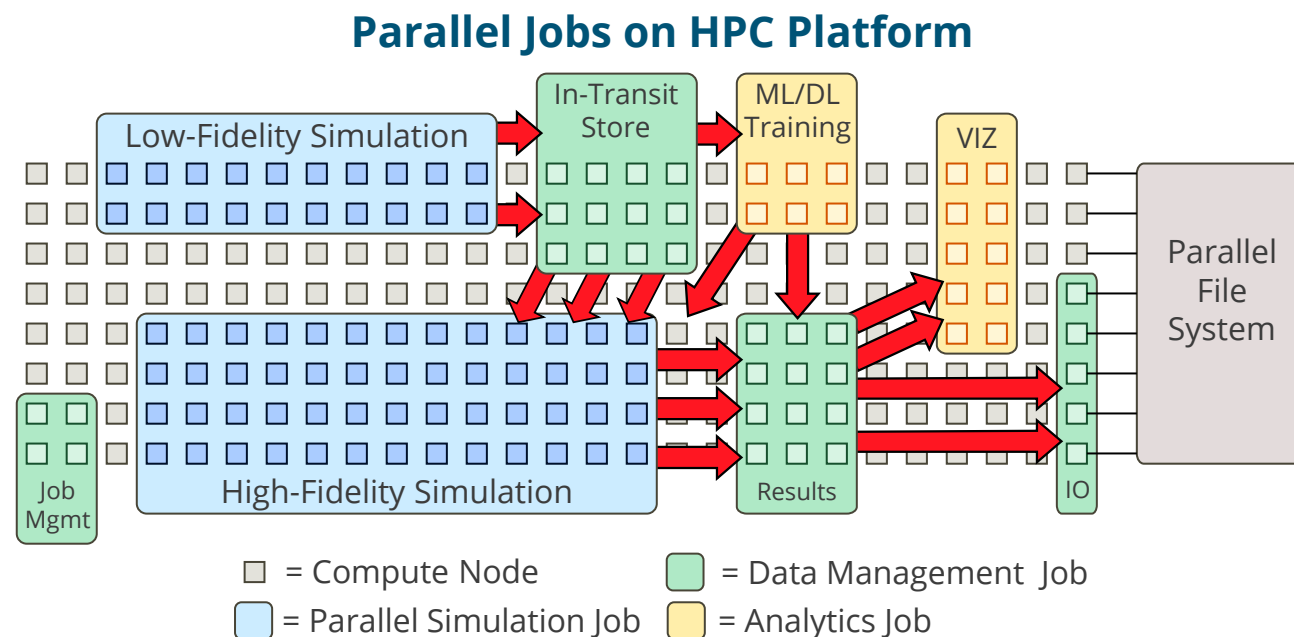 Parallel Jobs on HPC Platform
Low-Fidelity Simulation
In-Transit
Store
ML/DL
Training
VIZ
Parallel
File
System
Job
Mgmt
High-Fidelity Simulation
Results
IO
= Compute Node
= Data Management Job
= Parallel Simulation Job
= Analytics Job